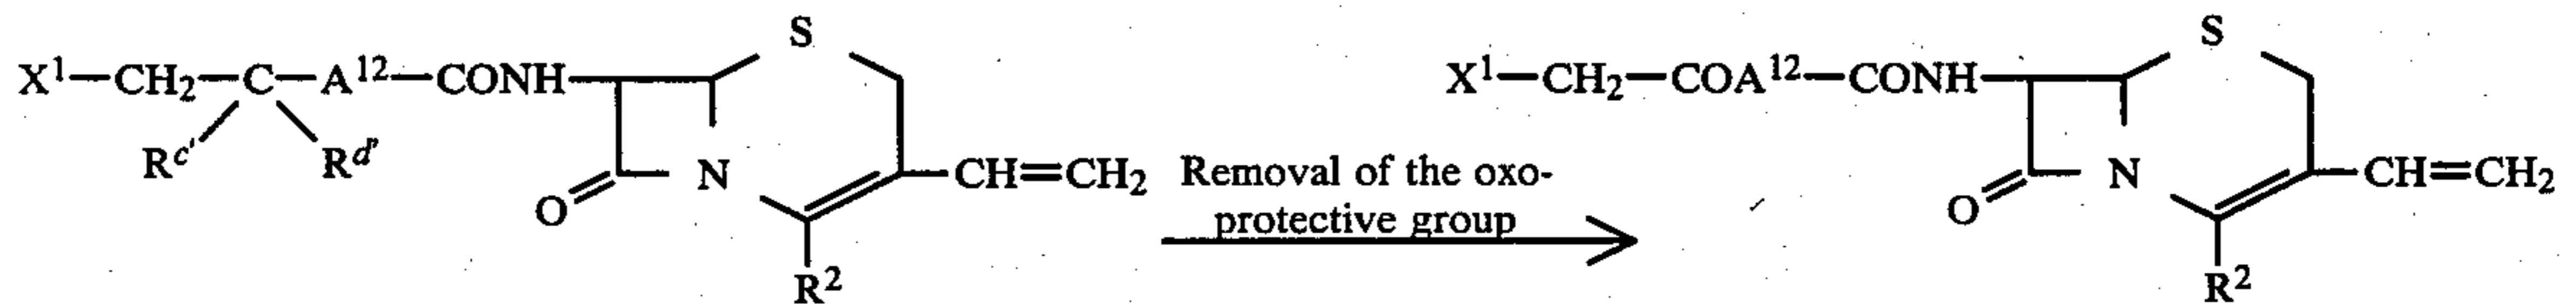 S
X¹—CH₂—C—A¹²—CONH
Rᶜ' Rᵈ'
N
O
CH=CH₂
R²
Removal of the oxo-
protective group
S
X¹—CH₂—COA¹²—CONH
N
O
CH=CH₂
R²